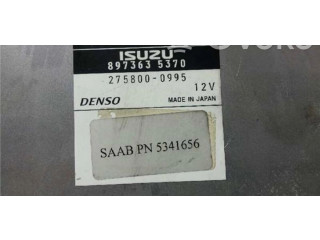 ISUZU
897363 5370
275800-0995
12V
DENSO MADE IN JAPAN
SAAB PN 5341656